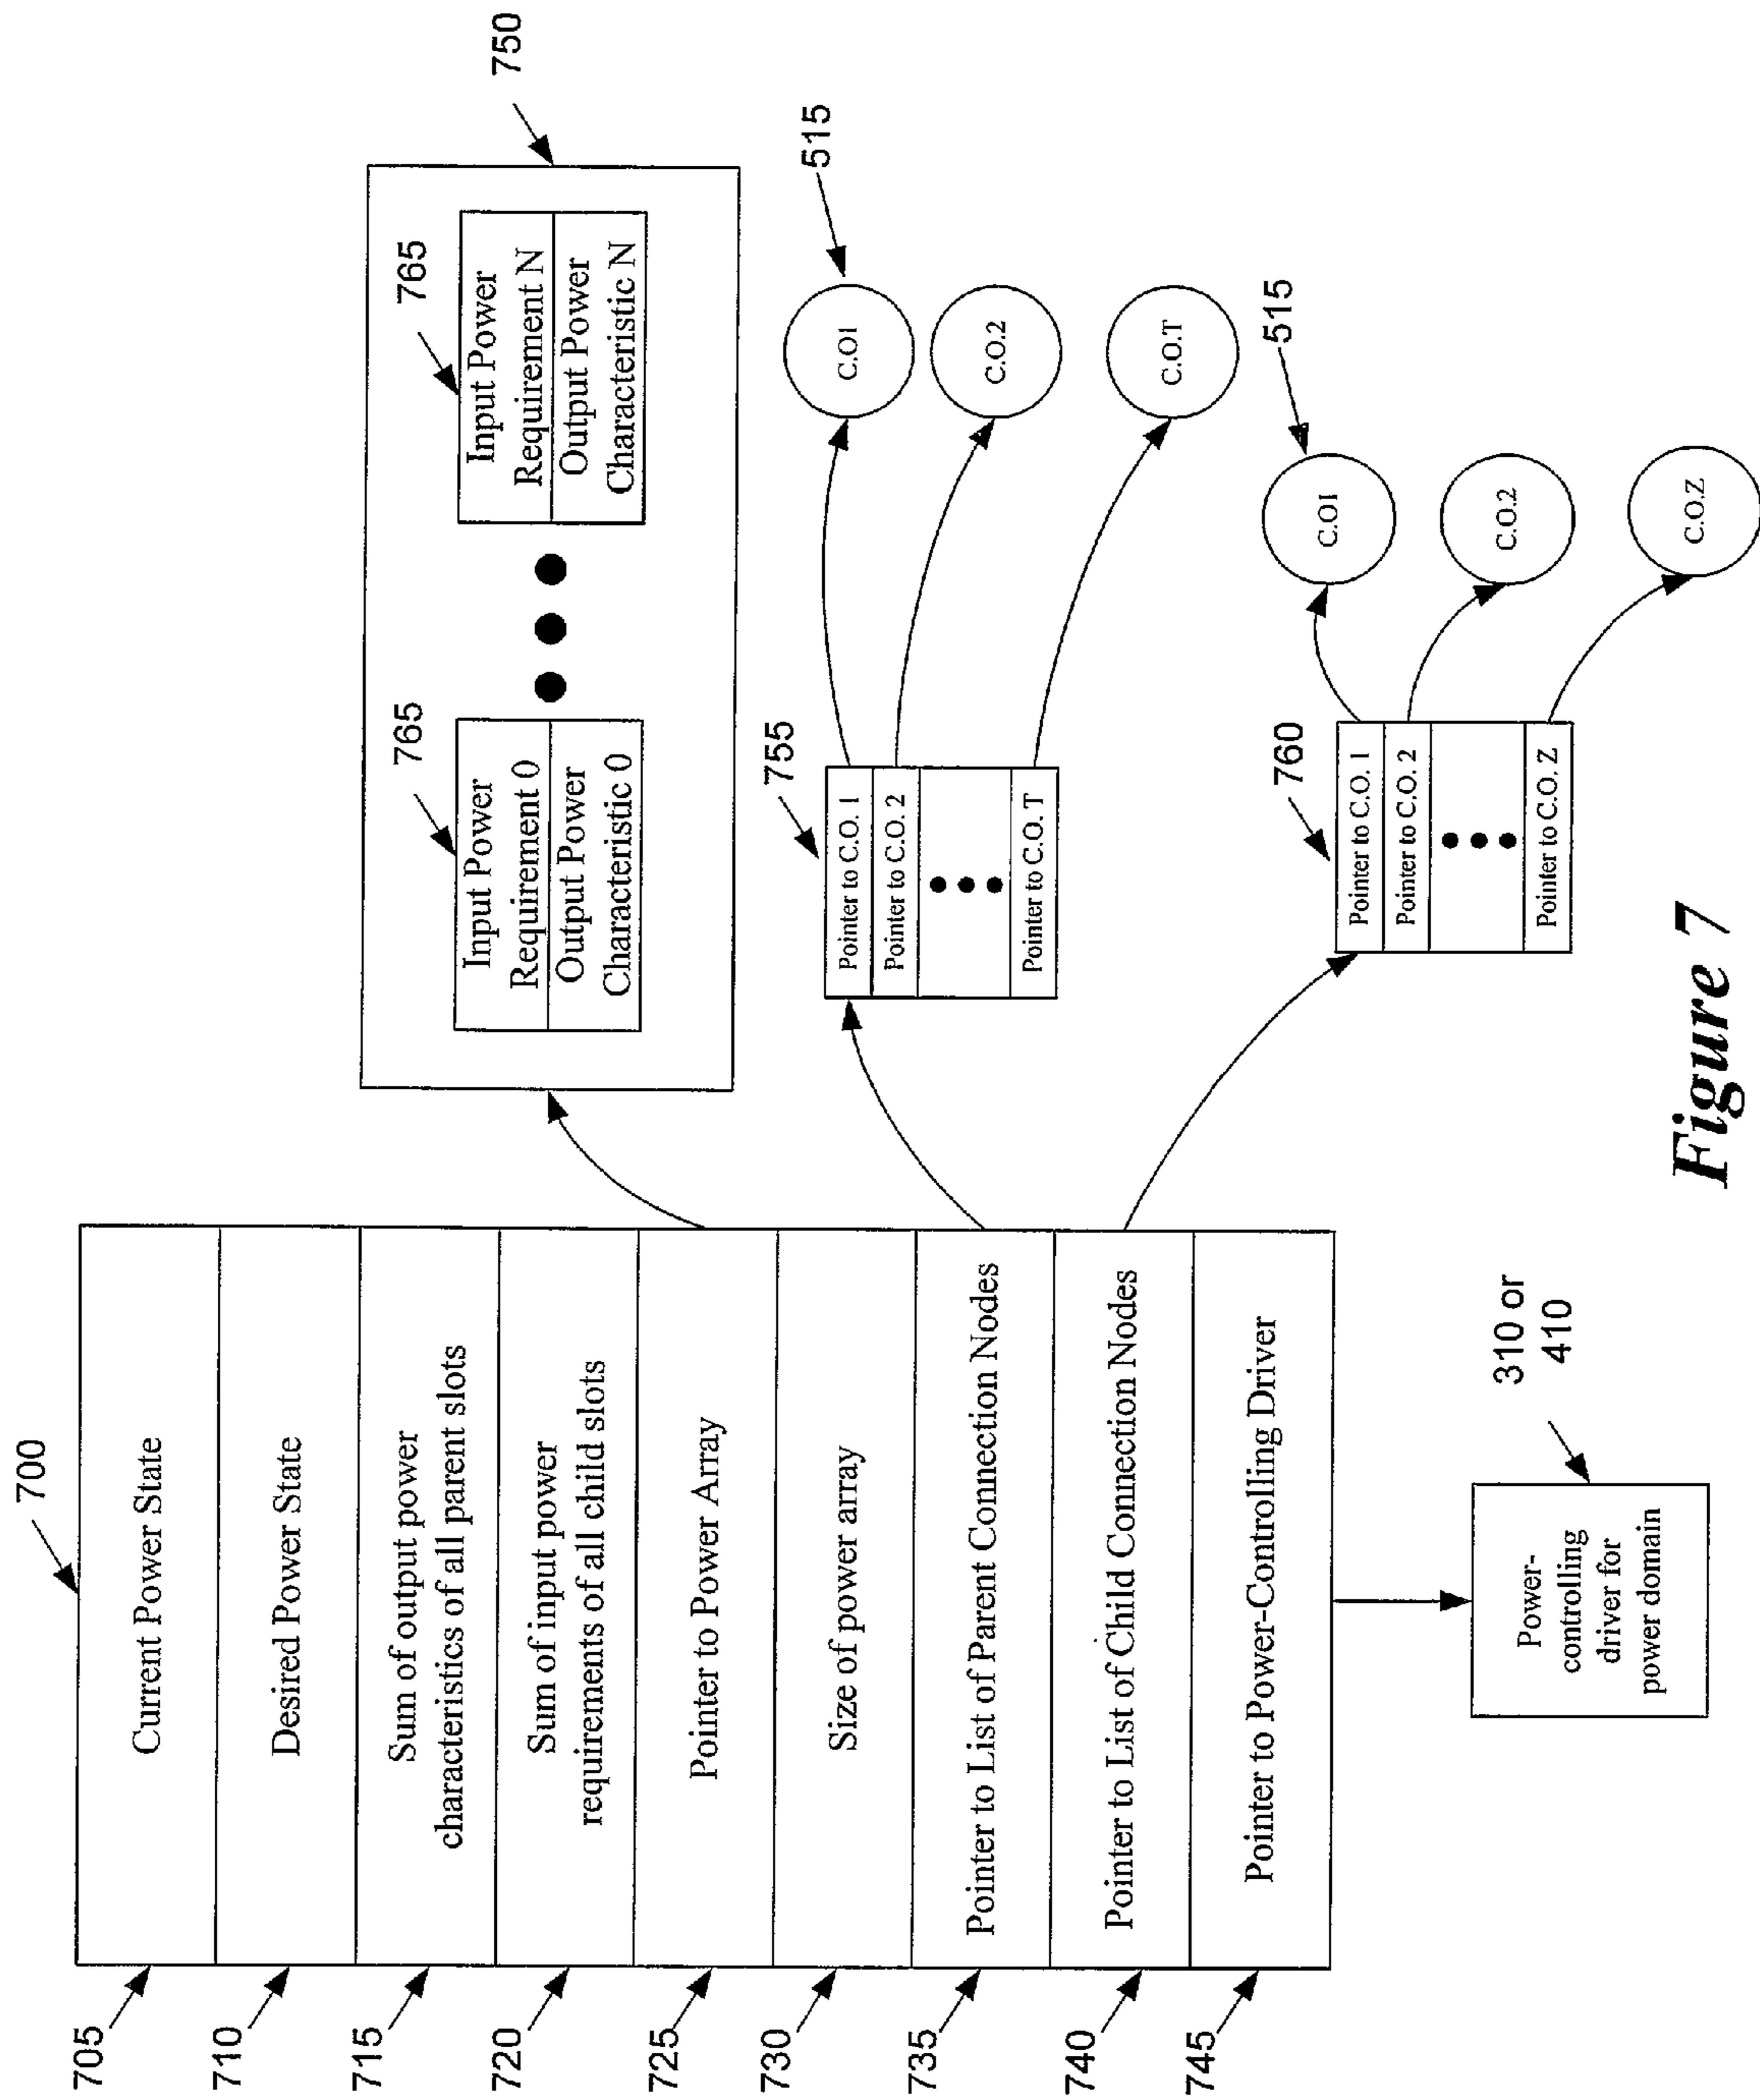 700
705
Current Power State
710
Desired Power State
715
Sum of output power
characteristics of all parent slots
720
Sum of input power
requirements of all child slots
725
Pointer to Power Array
730
Size of power array
735
Pointer to List of Parent Connection Nodes
740
Pointer to List of Child Connection Nodes
745
Pointer to Power-Controlling Driver
750
765
Input Power
Requirement 0
Output Power
Characteristic 0
765
Input Power
Requirement N
Output Power
Characteristic N
755
Pointer to C.O. 1
Pointer to C.O. 2
Pointer to C.O. T
515
C.O1
C.O.2
C.O.T
760
Pointer to C.O. 1
Pointer to C.O. 2
Pointer to C.O. Z
515
C.O1
C.O.2
C.O.Z
310 or
410
Power-
controlling
driver for
power domain
Figure 7